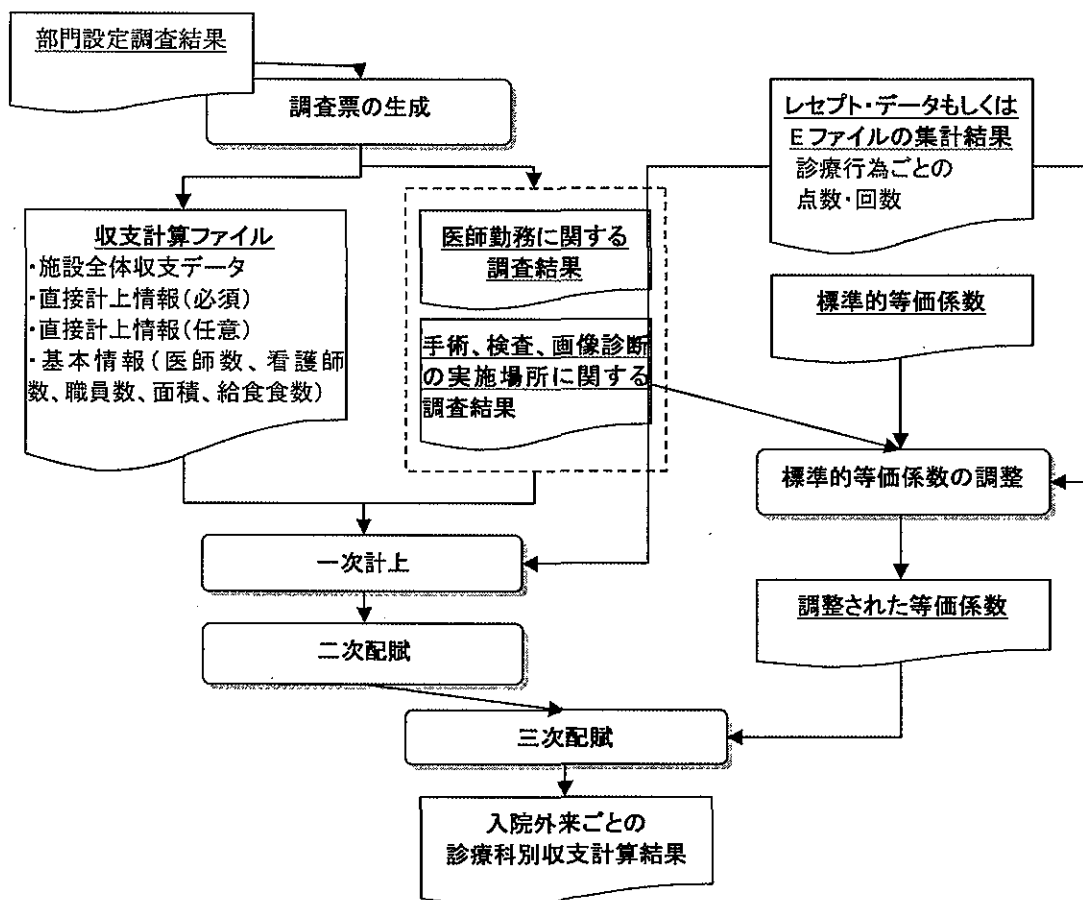 部門設定調査結果
調査票の生成
レセプト・データもしくは
Eファイルの集計結果
診療行為ごとの
点数・回数
収支計算ファイル
・施設全体収支データ
・直接計上情報(必須)
・直接計上情報(任意)
・基本情報(医師数、看護師
数、職員数、面積、給食食数)
医師勤務に関する
調査結果
手術、検査、画像診断
の実施場所に関する
調査結果
標準的等価係数
標準的等価係数の調整
一次計上
調整された等価係数
二次配賦
三次配賦
入院外来ごとの
診療科別収支計算結果